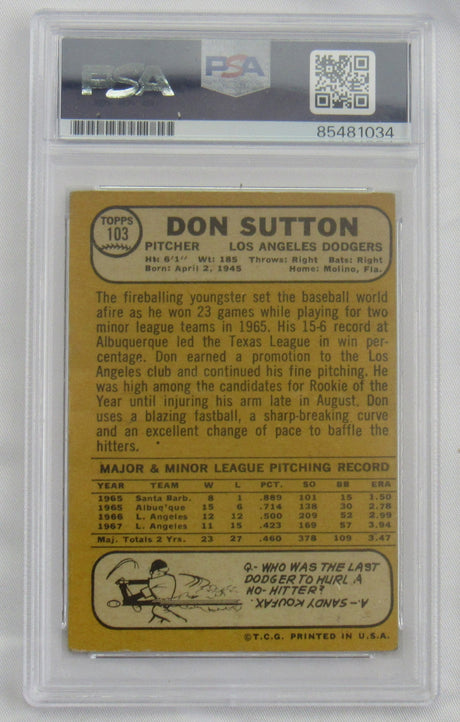 PSA
PSA
85481034
TOPPS
103
DON SUTTON
PITCHER LOS ANGELES DODGERS
Ht: 6'1" Wt: 185 Throws: Right Bats: Right
Born: April 2, 1945 Home: Molino, Fla.
The fireballing youngster set the baseball world
afire as he won 23 games while playing for two
minor league teams in 1965. His 15-6 record at
Albuquerque led the Texas League in win per-
centage. Don earned a promotion to the Los
Angeles club and continued his fine pitching. He
was high among the candidates for Rookie of the
Year until injuring his arm late in August. Don
uses a blazing fastball, a sharp-breaking curve
and an excellent change of pace to baffle the
hitters.
MAJOR & MINOR LEAGUE PITCHING RECORD
YEAR TEAM W L PCT. SO BB ERA
1965 Santa Barb. 8 1 .889 101 15 1.50
1965 Albuq'que 15 6 .714 138 30 2.78
1966 L. Angeles 12 12 .500 209 52 2.99
1967 L. Angeles 11 15 .423 169 57 3.94
Maj. Totals 2 Yrs. 23 27 .460 378 109 3.47
Q- WHO WAS THE LAST
DODGER TO HURL A
NO-HITTER?
A- SANDY KOUFAX.
©T.C.G. PRINTED IN U.S.A.